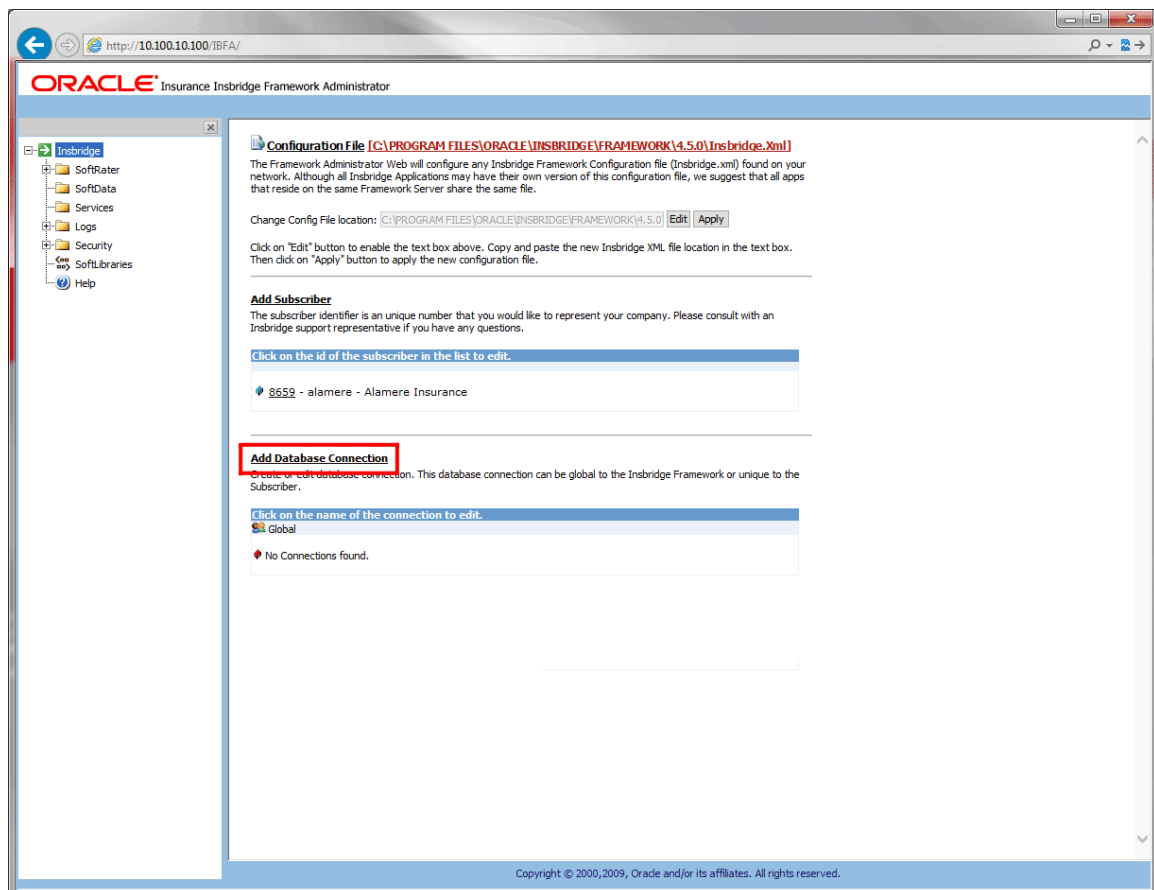 http://10.100.10.100/IBFA/
ORACLE Insurance Insbridge Framework Administrator
Insbridge
SoftRater
SoftData
Services
Logs
Security
SoftLibraries
Help
Configuration File [C:\PROGRAM FILES\ORACLE\INSBRIDGE\FRAMEWORK\4.5.0\Insbridge.Xml]
The Framework Administrator Web will configure any Insbridge Framework Configuration file (Insbridge.xml) found on your
network. Although all Insbridge Applications may have their own version of this configuration file, we suggest that all apps
that reside on the same Framework Server share the same file.
Change Config File location: C:\PROGRAM FILES\ORACLE\INSBRIDGE\FRAMEWORK\4.5.0 Edit Apply
Click on "Edit" button to enable the text box above. Copy and paste the new Insbridge XML file location in the text box.
Then click on "Apply" button to apply the new configuration file.
Add Subscriber
The subscriber identifier is an unique number that you would like to represent your company. Please consult with an
Insbridge support representative if you have any questions.
Click on the id of the subscriber in the list to edit.
8659 - alamere - Alamere Insurance
Add Database Connection
Create or edit database connection. This database connection can be global to the Insbridge Framework or unique to the
Subscriber.
Click on the name of the connection to edit.
Global
No Connections found.
Copyright © 2000,2009, Oracle and/or its affiliates. All rights reserved.